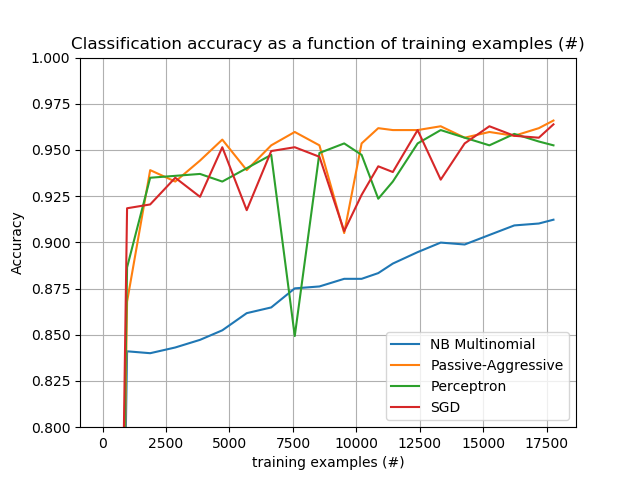 Classification accuracy as a function of training examples (#)
1.000
0.975
0.950
0.925
0.900
0.875
0.850
0.825
0.800
Accuracy
NB Multinomial
Passive-Aggressive
Perceptron
SGD
0 2500 5000 7500 10000 12500 15000 17500
training examples (#)